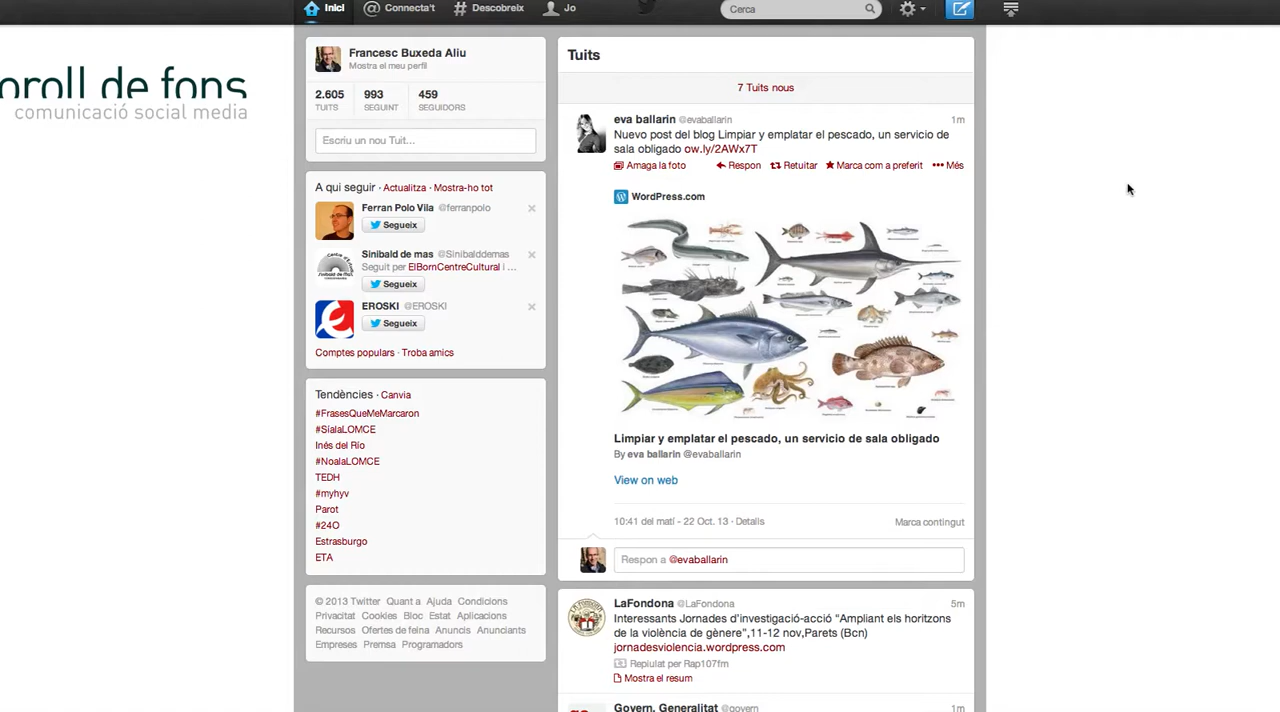 Inici
Connecta't
Descobreix
Jo
Cerca
oroll de fons
comunicació social media
Francesc Buxeda Aliu
Mostra el meu perfil
2.605 993 459
TUITS SEGUINT SEGUIDORS
Escriu un nou Tuit...
A qui seguir · Actualitza · Mostra-ho tot
Ferran Polo Vila @ferranpolo
Segueix
Sinibald de mas @Sinibalddemas
Seguit per ElBornCentreCultural i ...
Segueix
EROSKI @EROSKI
Segueix
Comptes populars · Troba amics
Tendències · Canvia
#FrasesQueMeMarcaron
#SíalaLOMCE
Inés del Río
#NoalaLOMCE
TEDH
#myhyv
Parot
#24O
Estrasburgo
ETA
© 2013 Twitter Quant a Ajuda Condicions
Privacitat Cookies Bloc Estat Aplicacions
Recursos Ofertes de feina Anuncis Anunciants
Empreses Premsa Programadors
Tuits
7 Tuits nous
eva ballarin @evaballarin 1m
Nuevo post del blog Limpiar y emplatar el pescado, un servicio de
sala obligado ow.ly/2AWx7T
Amaga la foto Respon Retuitar Marca com a preferit Més
WordPress.com
Limpiar y emplatar el pescado, un servicio de sala obligado
By eva ballarin @evaballarin
View on web
10:41 del matí - 22 Oct. 13 · Details Marca contingut
Respon a @evaballarin
LaFondona @LaFondona 5m
Interessants Jornades d'investigació-acció "Ampliant els horitzons
de la violència de gènere",11-12 nov,Parets (Bcn)
jornadesviolencia.wordpress.com
Repiulat per Rap107fm
Mostra el resum
Govern. Generalitat @govern 1m